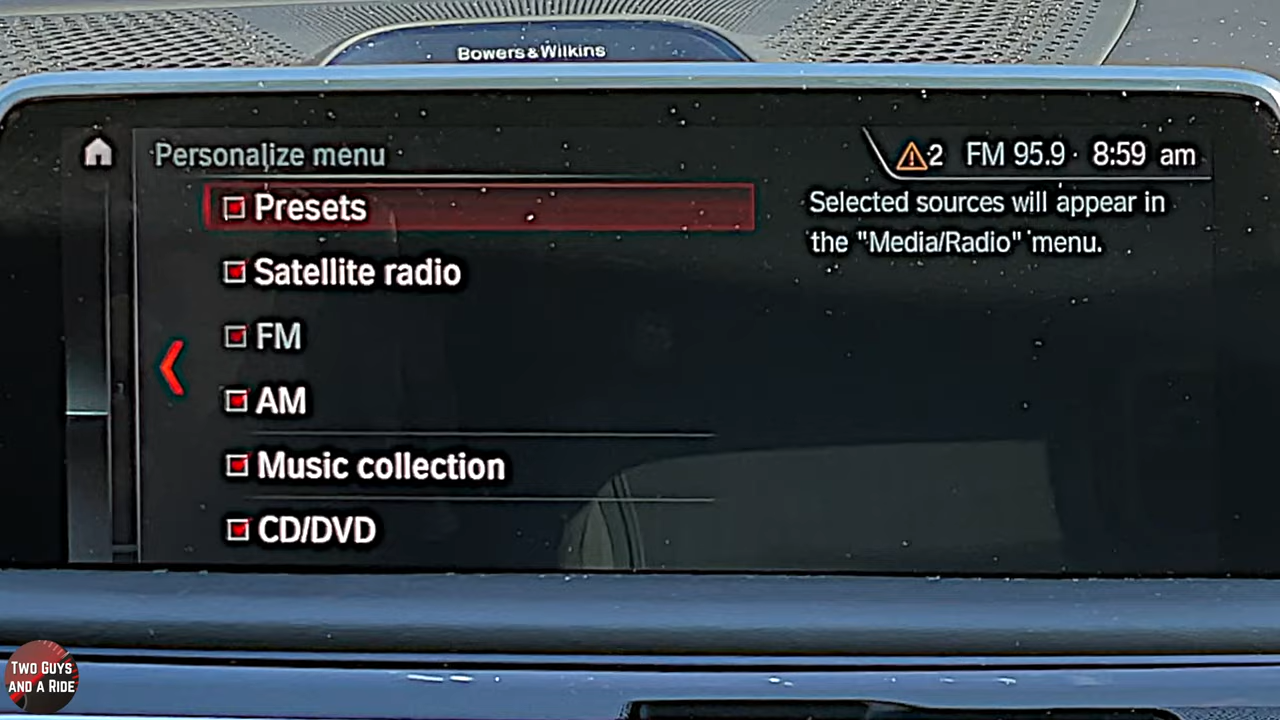 Bowers & Wilkins
Personalize menu
2 FM 95.9 · 8:59 am
Presets
Satellite radio
FM
AM
Music collection
CD/DVD
Selected sources will appear in
the "Media/Radio" menu.
TWO GUYS
AND A RIDE